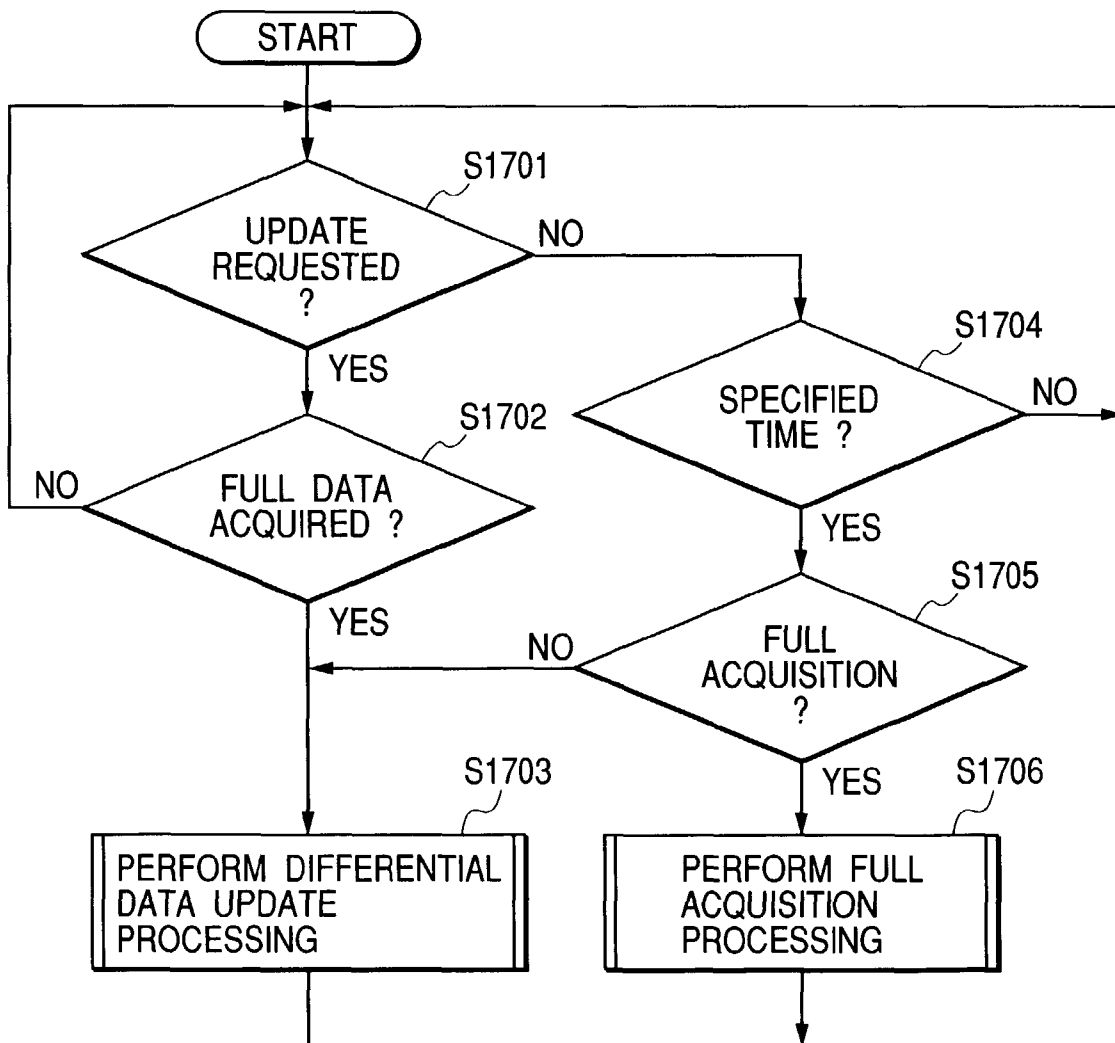 START
S1701
UPDATE
REQUESTED
?
NO
YES
S1704
SPECIFIED
TIME ?
NO
YES
S1702
FULL DATA
ACQUIRED ?
NO
YES
S1705
FULL
ACQUISITION
?
NO
YES
S1703
PERFORM DIFFERENTIAL
DATA UPDATE
PROCESSING
S1706
PERFORM FULL
ACQUISITION
PROCESSING